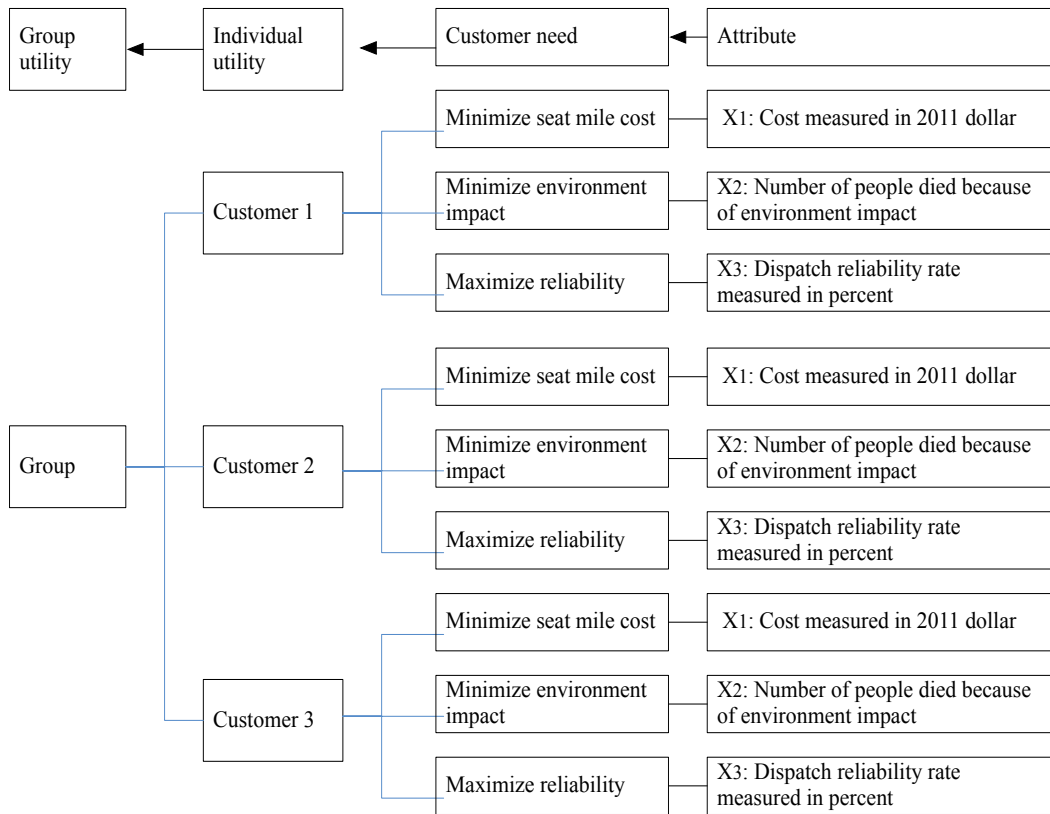 Group
utility
Individual
utility
Customer need
Attribute
Minimize seat mile cost
X1: Cost measured in 2011 dollar
Customer 1
Minimize environment
impact
X2: Number of people died because
of environment impact
Maximize reliability
X3: Dispatch reliability rate
measured in percent
Minimize seat mile cost
X1: Cost measured in 2011 dollar
Group
Customer 2
Minimize environment
impact
X2: Number of people died because
of environment impact
Maximize reliability
X3: Dispatch reliability rate
measured in percent
Minimize seat mile cost
X1: Cost measured in 2011 dollar
Customer 3
Minimize environment
impact
X2: Number of people died because
of environment impact
Maximize reliability
X3: Dispatch reliability rate
measured in percent